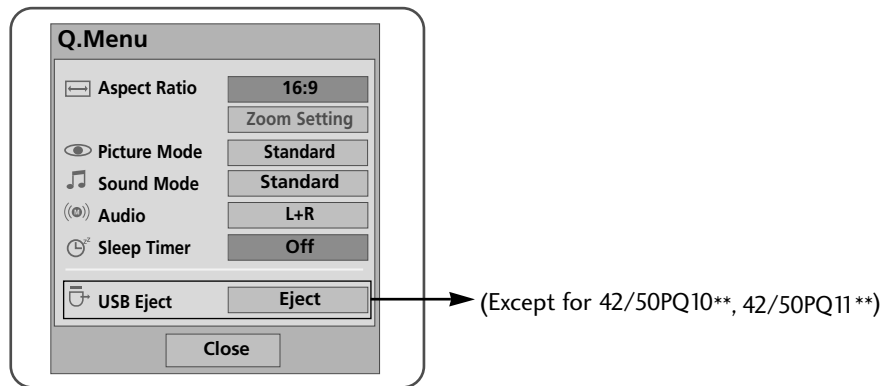 Q.Menu
Aspect Ratio 16:9
Zoom Setting
Picture Mode Standard
Sound Mode Standard
Audio L+R
Sleep Timer Off
USB Eject Eject (Except for 42/50PQ10**, 42/50PQ11**)
Close